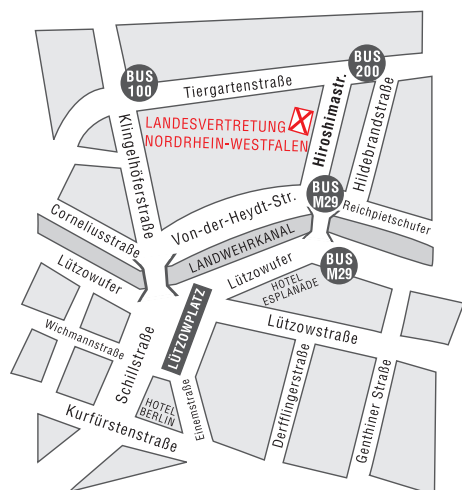 BUS
200
BUS
100
Tiergartenstraße
Hiroshimastr.
Hildebrandstraße
Klingelhöferstraße
LANDESVERTRETUNG
NORDRHEIN-WESTFALEN
BUS
M29
Corneliusstraße
Von-der-Heydt-Str.
Reichpietschufer
LANDWEHRKANAL
Lützowufer
Lützowufer
BUS
M29
HOTEL
ESPLANADE
LÜTZOWPLATZ
Lützowstraße
Wichmannstraße
Schillstraße
Derfflingerstraße
Genthiner Straße
HOTEL
BERLIN
Einemstraße
Kurfürstenstraße